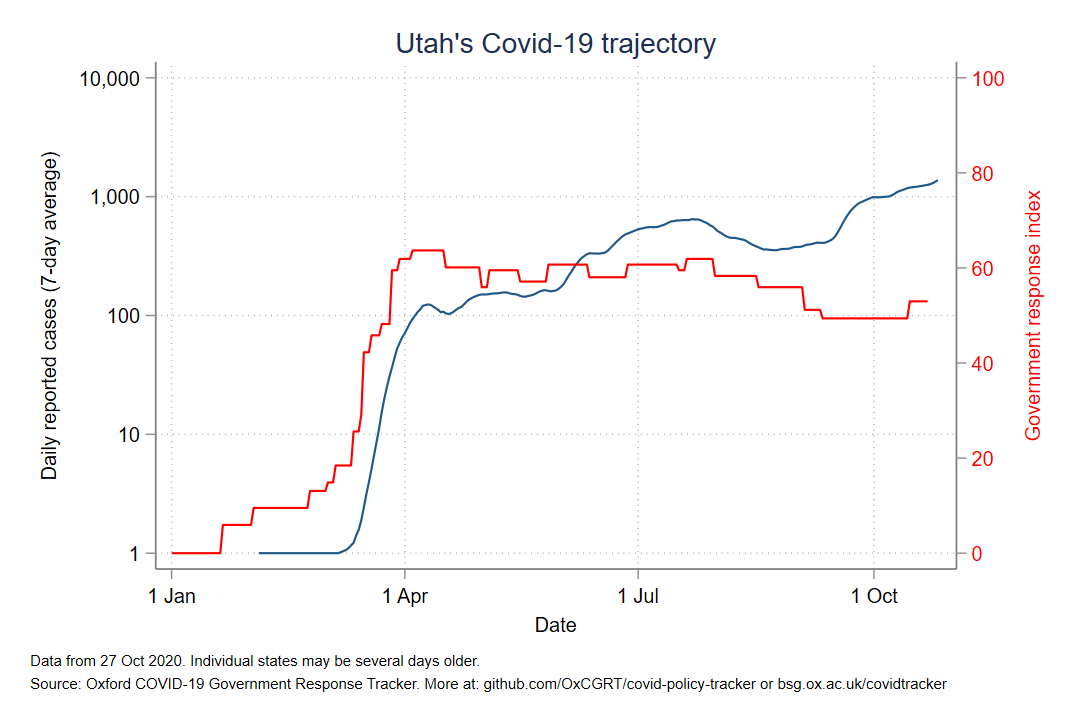 Utah's Covid-19 trajectory
10,000
1,000
100
10
1
Daily reported cases (7-day average)
100
80
60
40
20
0
Government response index
1 Jan
1 Apr
1 Jul
1 Oct
Date
Data from 27 Oct 2020. Individual states may be several days older.
Source: Oxford COVID-19 Government Response Tracker. More at: github.com/OxCGRT/covid-policy-tracker or bsg.ox.ac.uk/covidtracker